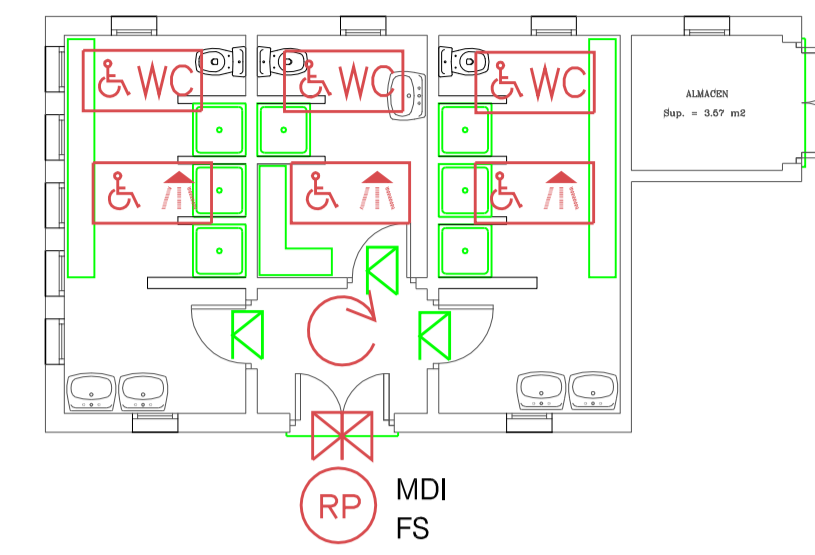 WC
WC
WC
ALMACEN
Sup. = 3.57 m2
RP
MDI
FS